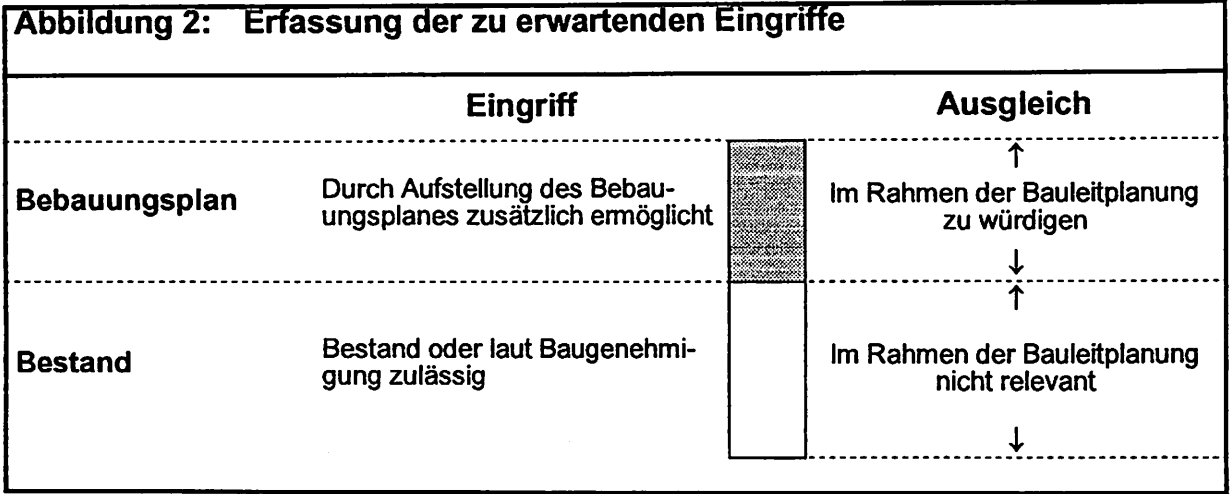 Abbildung 2: Erfassung der zu erwartenden Eingriffe
Eingriff Ausgleich
Bebauungsplan
Durch Aufstellung des Bebau-
ungsplanes zusätzlich ermöglicht
↑
Im Rahmen der Bauleitplanung
zu würdigen
↓
Bestand
Bestand oder laut Baugenehmi-
gung zulässig
↑
Im Rahmen der Bauleitplanung
nicht relevant
↓